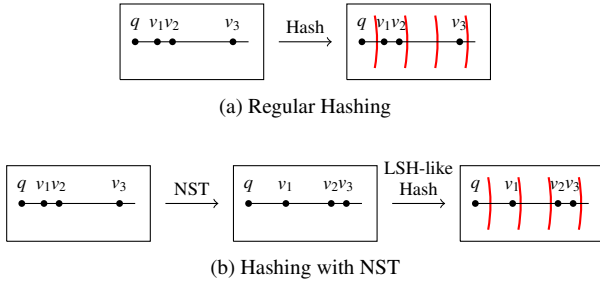 q v₁v₂ v₃ Hash q v₁v₂ v₃
(a) Regular Hashing
q v₁v₂ v₃ NST q v₁ v₂v₃ LSH-like Hash q v₁ v₂v₃
(b) Hashing with NST